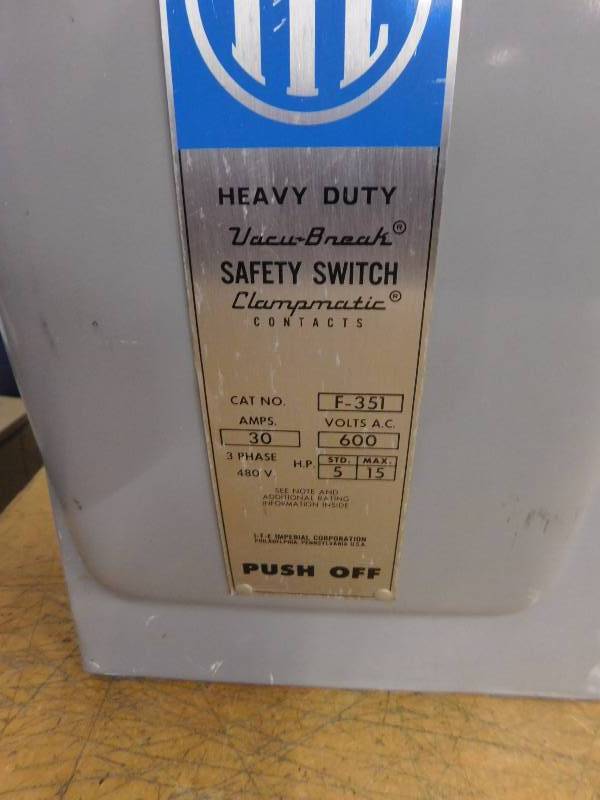 ITE
HEAVY DUTY
Vacu-Break®
SAFETY SWITCH
Clampmatic®
CONTACTS
CAT NO. F-351
AMPS. VOLTS A.C.
30 600
3 PHASE H.P. STD. MAX.
480 V 5 15
SEE NOTE AND
ADDITIONAL RATING
INFORMATION INSIDE
I-T-E IMPERIAL CORPORATION
PHILADELPHIA, PENNSYLVANIA U.S.A.
PUSH OFF